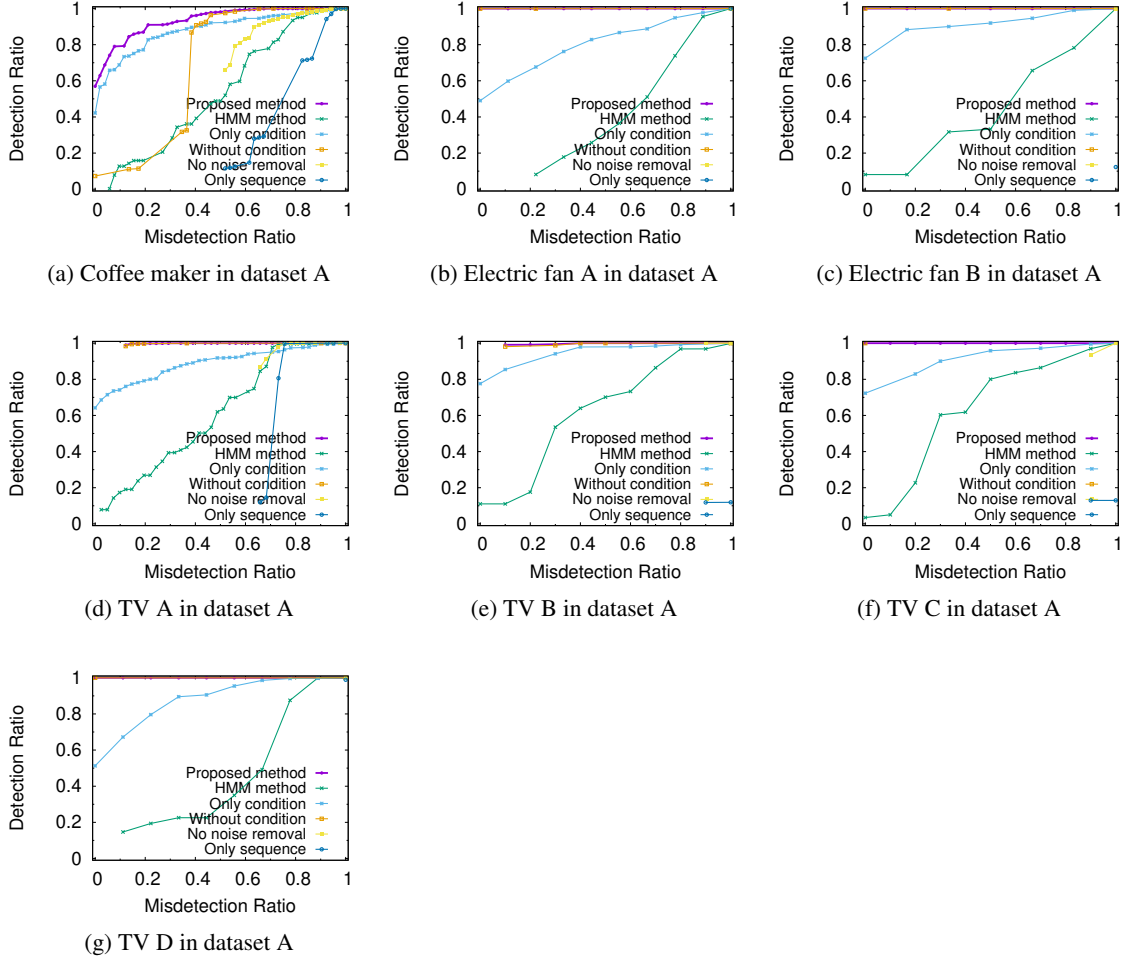 Detection Ratio
1
0.8
0.6
0.4
0.2
0
Proposed method
HMM method
Only condition
Without condition
No noise removal
Only sequence
0 0.2 0.4 0.6 0.8 1
Misdetection Ratio
(a) Coffee maker in dataset A
Detection Ratio
1
0.8
0.6
0.4
0.2
0
Proposed method
HMM method
Only condition
Without condition
No noise removal
Only sequence
0 0.2 0.4 0.6 0.8 1
Misdetection Ratio
(b) Electric fan A in dataset A
Detection Ratio
1
0.8
0.6
0.4
0.2
0
Proposed method
HMM method
Only condition
Without condition
No noise removal
Only sequence
0 0.2 0.4 0.6 0.8 1
Misdetection Ratio
(c) Electric fan B in dataset A
Detection Ratio
1
0.8
0.6
0.4
0.2
0
Proposed method
HMM method
Only condition
Without condition
No noise removal
Only sequence
0 0.2 0.4 0.6 0.8 1
Misdetection Ratio
(d) TV A in dataset A
Detection Ratio
1
0.8
0.6
0.4
0.2
0
Proposed method
HMM method
Only condition
Without condition
No noise removal
Only sequence
0 0.2 0.4 0.6 0.8 1
Misdetection Ratio
(e) TV B in dataset A
Detection Ratio
1
0.8
0.6
0.4
0.2
0
Proposed method
HMM method
Only condition
Without condition
No noise removal
Only sequence
0 0.2 0.4 0.6 0.8 1
Misdetection Ratio
(f) TV C in dataset A
Detection Ratio
1
0.8
0.6
0.4
0.2
0
Proposed method
HMM method
Only condition
Without condition
No noise removal
Only sequence
0 0.2 0.4 0.6 0.8 1
Misdetection Ratio
(g) TV D in dataset A